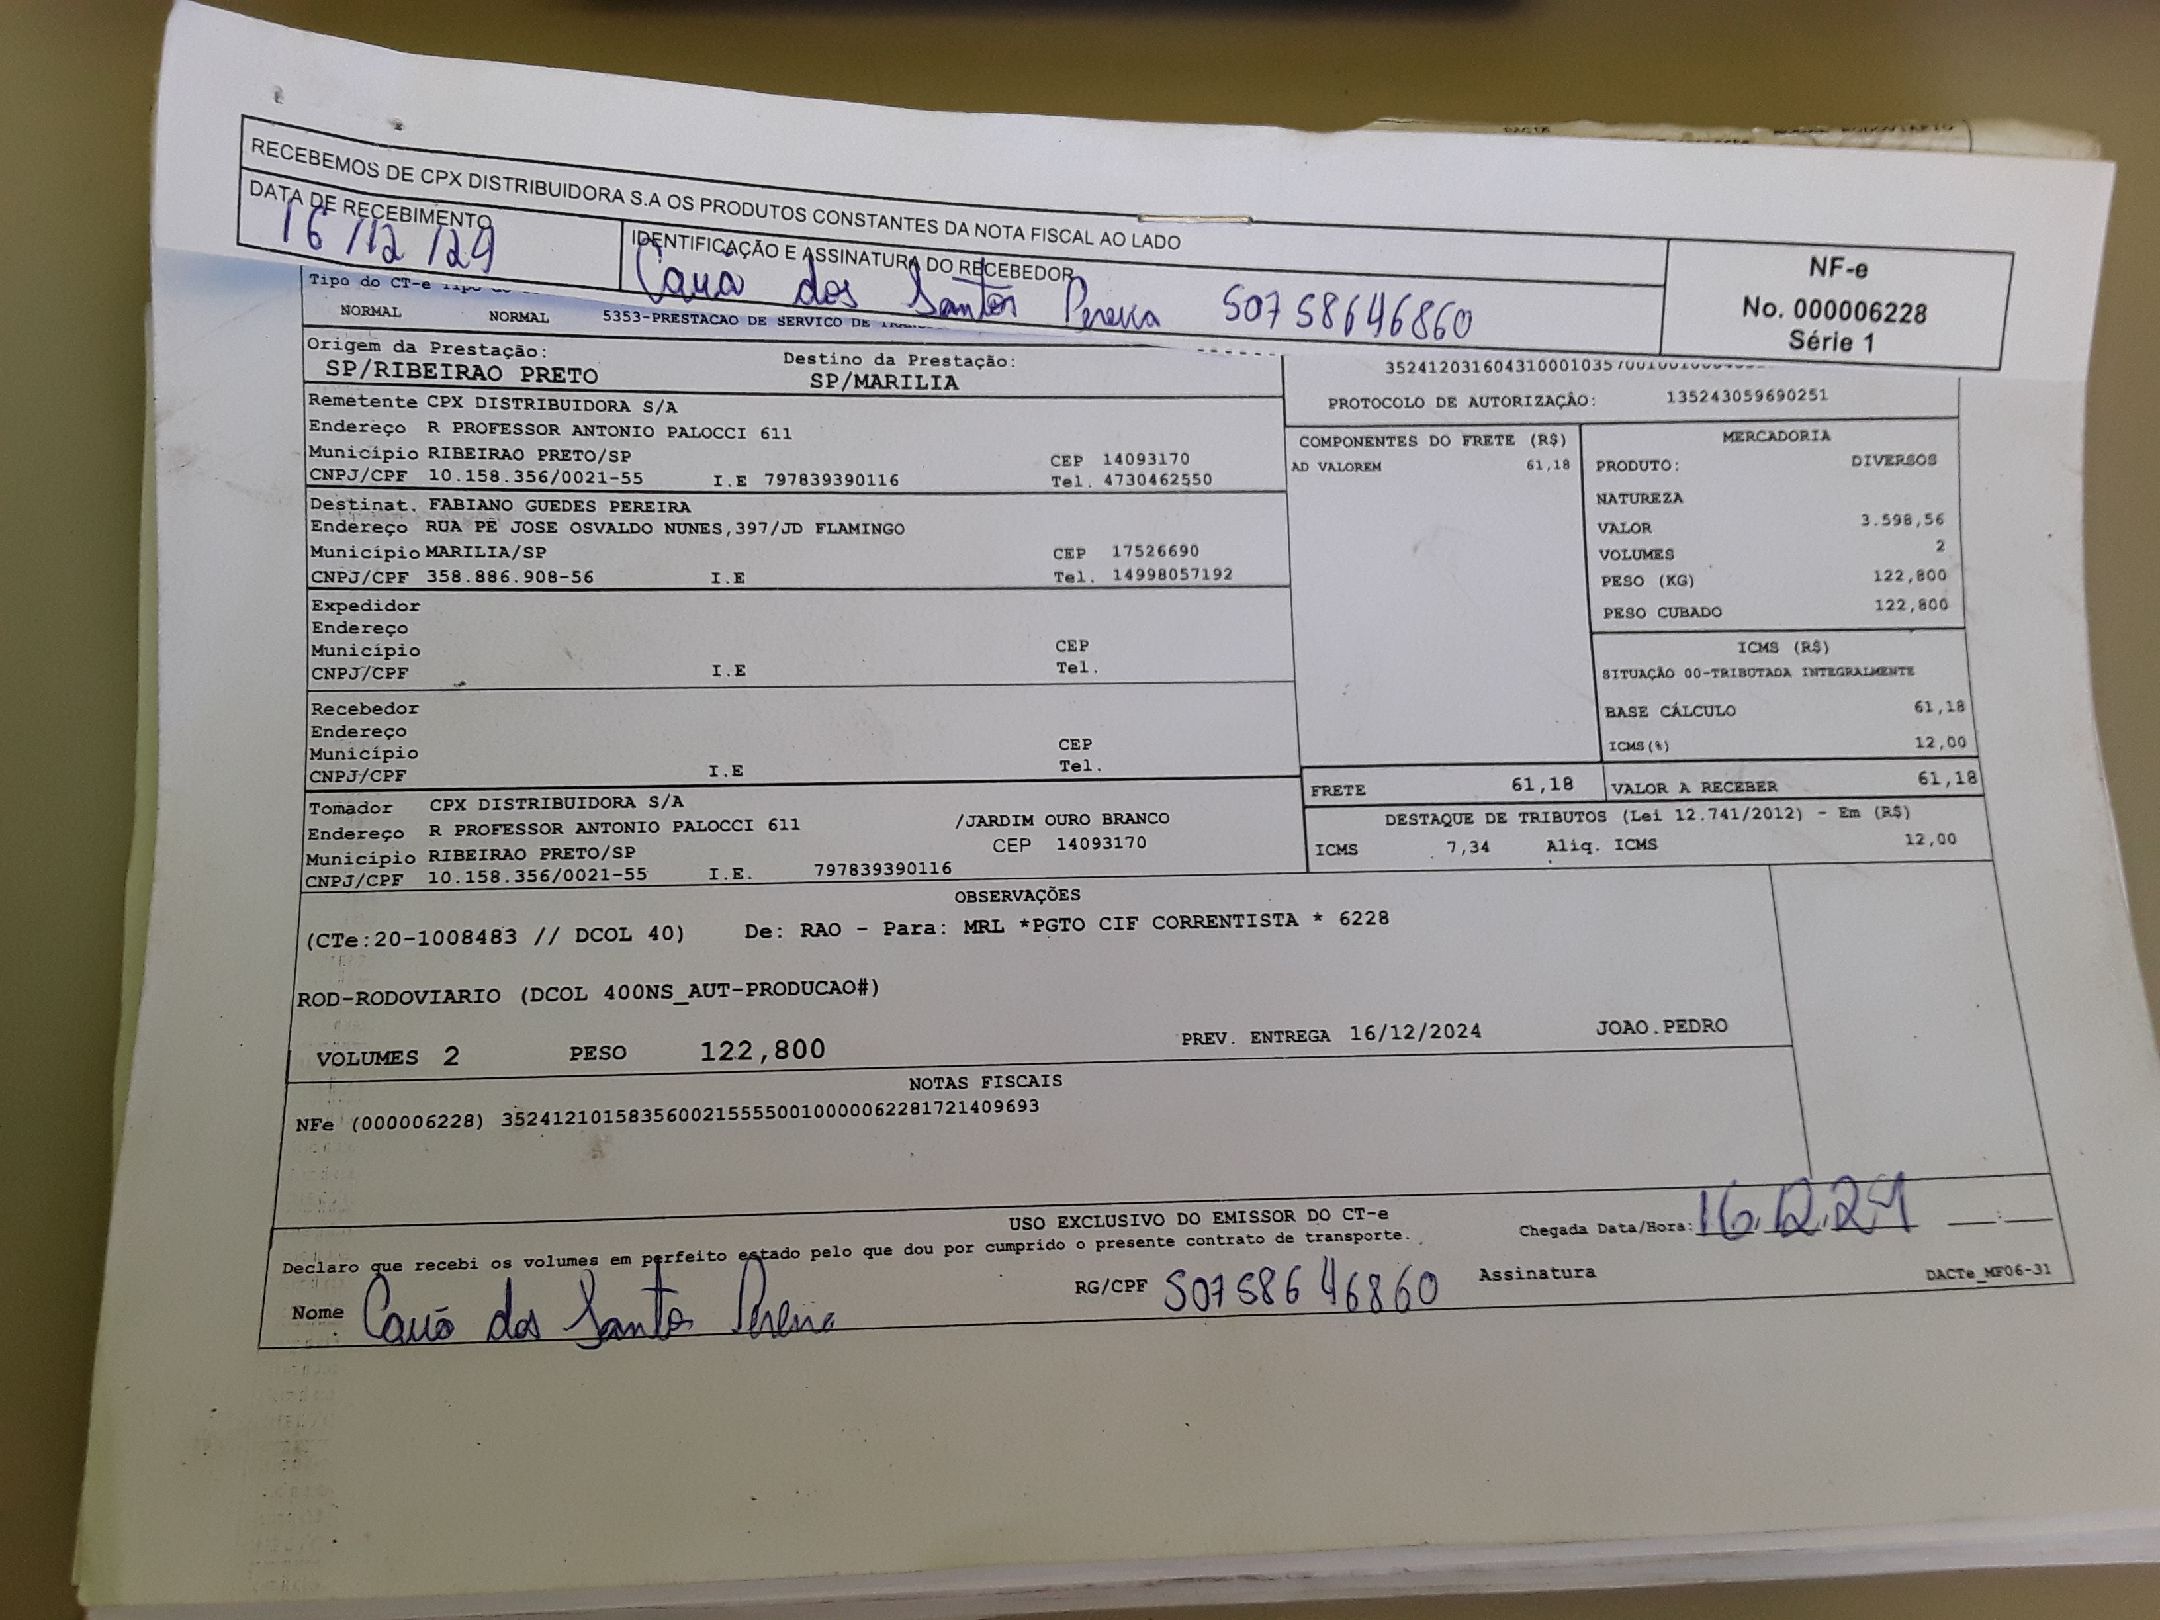 RECEBEMOS DE CPX DISTRIBUIDORA S.A OS PRODUTOS CONSTANTES DA NOTA FISCAL AO LADO
DATA DE RECEBIMENTO
16/12/24
IDENTIFICAÇÃO E ASSINATURA DO RECEBEDOR
Cauã dos Santos Pereira 50758646860
NF-e
No. 000006228
Série 1
Tipo do CT-e
NORMAL NORMAL 5353-PRESTACAO DE SERVICO DE
Origem da Prestação: Destino da Prestação:
SP/RIBEIRAO PRETO SP/MARILIA
PROTOCOLO DE AUTORIZAÇÃO: 135243059690251
Remetente CPX DISTRIBUIDORA S/A
Endereço R PROFESSOR ANTONIO PALOCCI 611
Município RIBEIRAO PRETO/SP CEP 14093170
CNPJ/CPF 10.158.356/0021-55 I.E 797839390116 Tel. 4730462550
Destinat. FABIANO GUEDES PEREIRA
Endereço RUA PE JOSE OSVALDO NUNES,397/JD FLAMINGO
Município MARILIA/SP CEP 17526690
CNPJ/CPF 358.886.908-56 I.E Tel. 14998057192
Expedidor
Endereço
Município CEP
CNPJ/CPF I.E Tel.
Recebedor
Endereço
Município CEP
CNPJ/CPF I.E Tel.
Tomador CPX DISTRIBUIDORA S/A
Endereço R PROFESSOR ANTONIO PALOCCI 611 /JARDIM OURO BRANCO
Município RIBEIRAO PRETO/SP CEP 14093170
CNPJ/CPF 10.158.356/0021-55 I.E. 797839390116
COMPONENTES DO FRETE (R$)
AD VALOREM 61,18
MERCADORIA
PRODUTO: DIVERSOS
NATUREZA
VALOR 3.598,56
VOLUMES 2
PESO (KG) 122,800
PESO CUBADO 122,800
ICMS (R$)
SITUAÇÃO 00-TRIBUTADA INTEGRALMENTE
BASE CÁLCULO 61,18
ICMS(%) 12,00
FRETE 61,18 VALOR A RECEBER 61,18
DESTAQUE DE TRIBUTOS (Lei 12.741/2012) - Em (R$)
ICMS 7,34 Aliq. ICMS 12,00
OBSERVAÇÕES
(CTe:20-1008483 // DCOL 40) De: RAO - Para: MRL *PGTO CIF CORRENTISTA * 6228
ROD-RODOVIARIO (DCOL 400NS_AUT-PRODUCAO#)
VOLUMES 2 PESO 122,800 PREV. ENTREGA 16/12/2024 JOAO.PEDRO
NOTAS FISCAIS
NFe (000006228) 35241210158356002155550010000062281721409693
USO EXCLUSIVO DO EMISSOR DO CT-e
Declaro que recebi os volumes em perfeito estado pelo que dou por cumprido o presente contrato de transporte.
Chegada Data/Hora: 16.12.24 __:__
Nome Cauã dos Santos Pereira RG/CPF 50758646860 Assinatura
DACTe_MF06-31